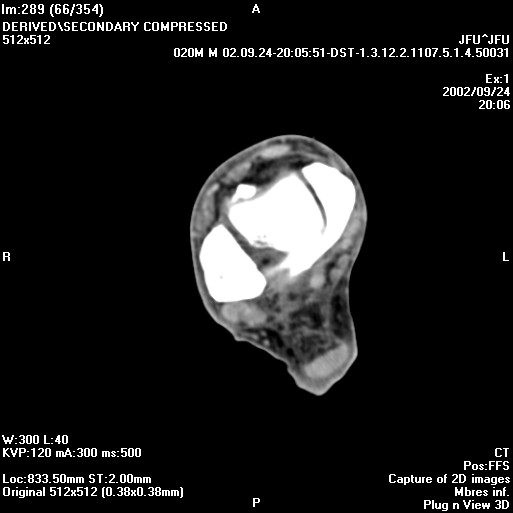 Im:289 (66/354)
A
DERIVED\SECONDARY COMPRESSED
512x512
JFU^JFU
020M M 02.09.24-20:05:51-DST-1.3.12.2.1107.5.1.4.50031
Ex:1
2002/09/24
20:06
R
L
W:300 L:40
KVP:120 mA:300 ms:500
CT
Pos:FFS
Loc:833.50mm ST:2.00mm
Capture of 2D images
Original 512x512 (0.38x0.38mm)
Mbres inf.
P
Plug n View 3D